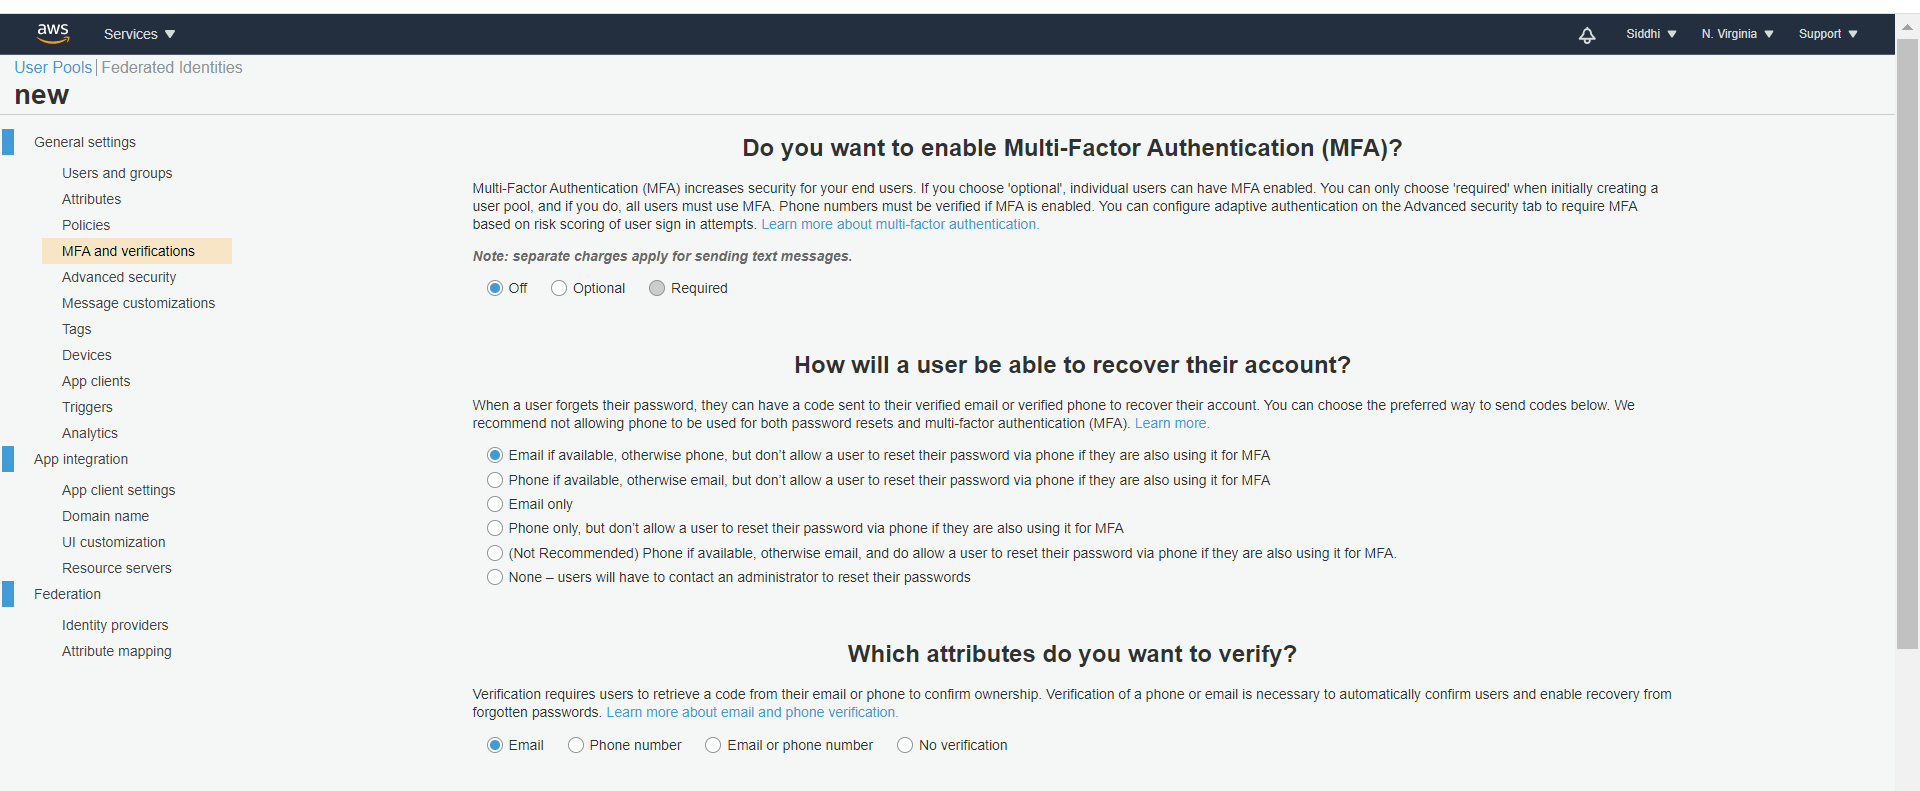 aws Services Siddhi N. Virginia Support
User Pools | Federated Identities
new
General settings
Users and groups
Attributes
Policies
MFA and verifications
Advanced security
Message customizations
Tags
Devices
App clients
Triggers
Analytics
App integration
App client settings
Domain name
UI customization
Resource servers
Federation
Identity providers
Attribute mapping
Do you want to enable Multi-Factor Authentication (MFA)?
Multi-Factor Authentication (MFA) increases security for your end users. If you choose 'optional', individual users can have MFA enabled. You can only choose 'required' when initially creating a
user pool, and if you do, all users must use MFA. Phone numbers must be verified if MFA is enabled. You can configure adaptive authentication on the Advanced security tab to require MFA
based on risk scoring of user sign in attempts. Learn more about multi-factor authentication.
Note: separate charges apply for sending text messages.
Off Optional Required
How will a user be able to recover their account?
When a user forgets their password, they can have a code sent to their verified email or verified phone to recover their account. You can choose the preferred way to send codes below. We
recommend not allowing phone to be used for both password resets and multi-factor authentication (MFA). Learn more.
Email if available, otherwise phone, but don’t allow a user to reset their password via phone if they are also using it for MFA
Phone if available, otherwise email, but don’t allow a user to reset their password via phone if they are also using it for MFA
Email only
Phone only, but don’t allow a user to reset their password via phone if they are also using it for MFA
(Not Recommended) Phone if available, otherwise email, and do allow a user to reset their password via phone if they are also using it for MFA.
None – users will have to contact an administrator to reset their passwords
Which attributes do you want to verify?
Verification requires users to retrieve a code from their email or phone to confirm ownership. Verification of a phone or email is necessary to automatically confirm users and enable recovery from
forgotten passwords. Learn more about email and phone verification.
Email Phone number Email or phone number No verification